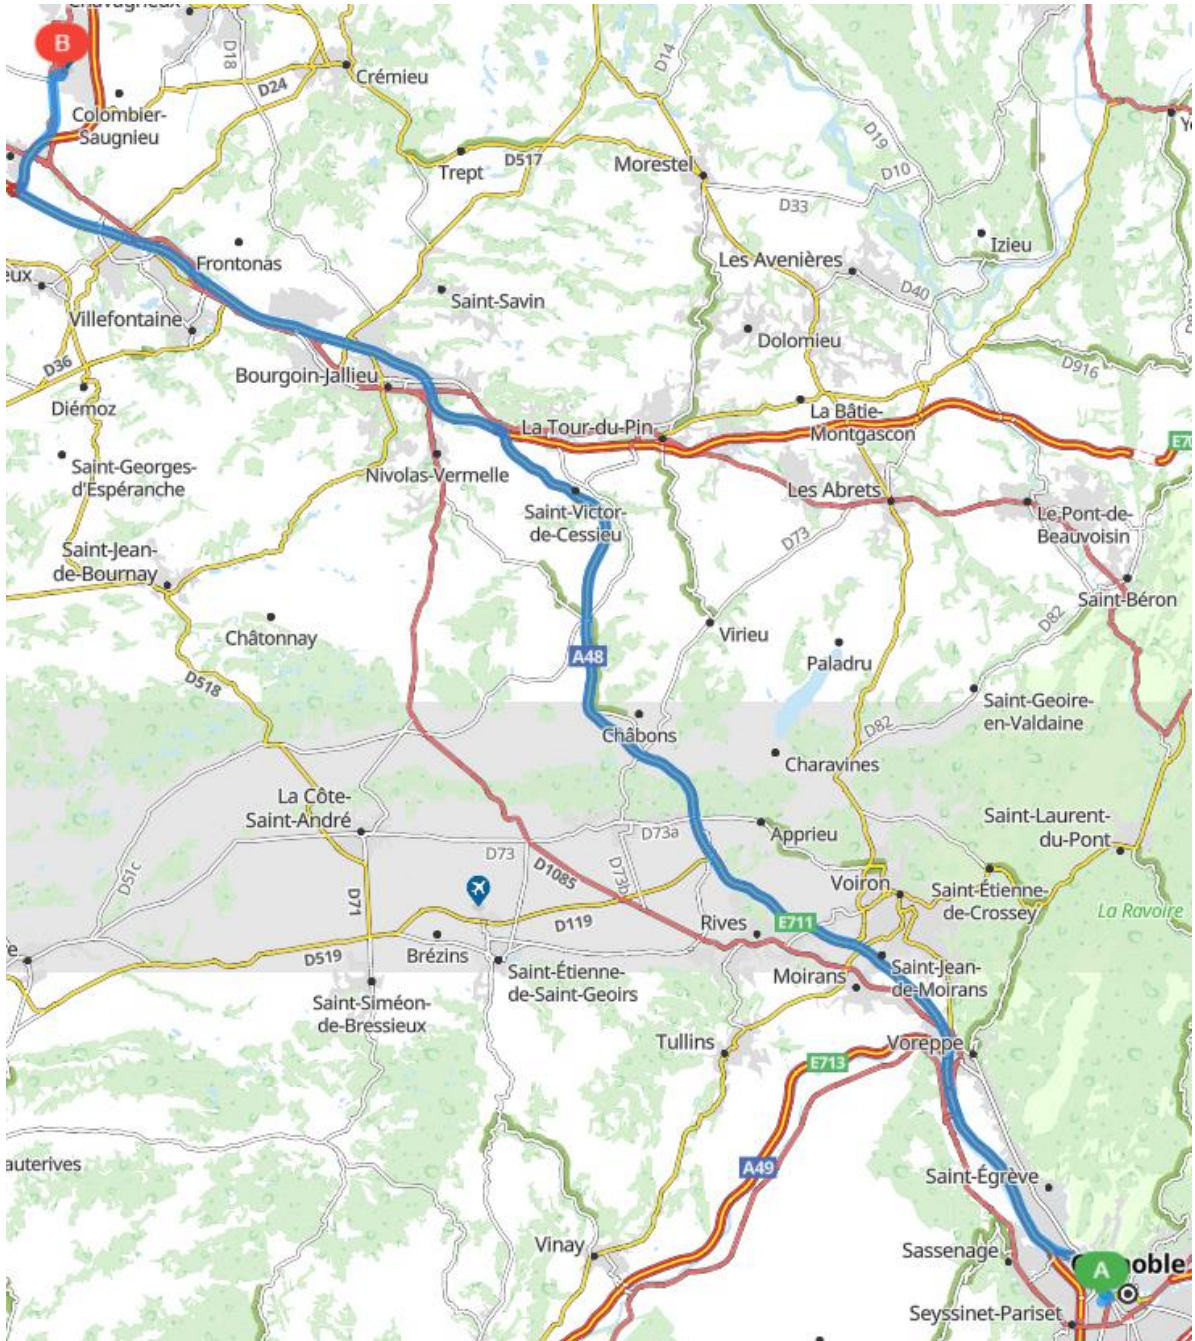 Chavagneux
B
D18
D14
Crémieu
D24
Colombier-
Saugnieu
D19
D517
Morestel
Trept
D10
D33
Izieu
Frontonas
Les Avenières
eux
D40
Saint-Savin
Villefontaine
Dolomieu
D36
D916
Bourgoin-Jallieu
Diémoz
La Bâtie-
Montgascon
La Tour-du-Pin
E70
Saint-Georges-
d'Espéranche
Nivolas-Vermelle
Les Abrets
Saint-Victor-
de-Cessieu
Le Pont-de-
Beauvoisin
D73
Saint-Jean-
de-Bournay
Saint-Béron
Châtonnay
Virieu
D82
A48
Paladru
D518
Saint-Geoire-
en-Valdaine
D82
Châbons
Charavines
La Côte-
Saint-André
Saint-Laurent-
du-Pont
D73a
Apprieu
D51c
D73
D1085
D73b
Voiron
Saint-Étienne-
de-Crossey
D71
La Ravoire
Rives
E711
D119
D519
Brézins
Saint-Étienne-
de-Saint-Geoirs
Moirans
Saint-Jean-
de-Moirans
Saint-Siméon-
de-Bressieux
Tullins
Voreppe
E713
auterives
A49
Saint-Égrève
Vinay
Sassenage
noble
A
Seyssinet-Pariset